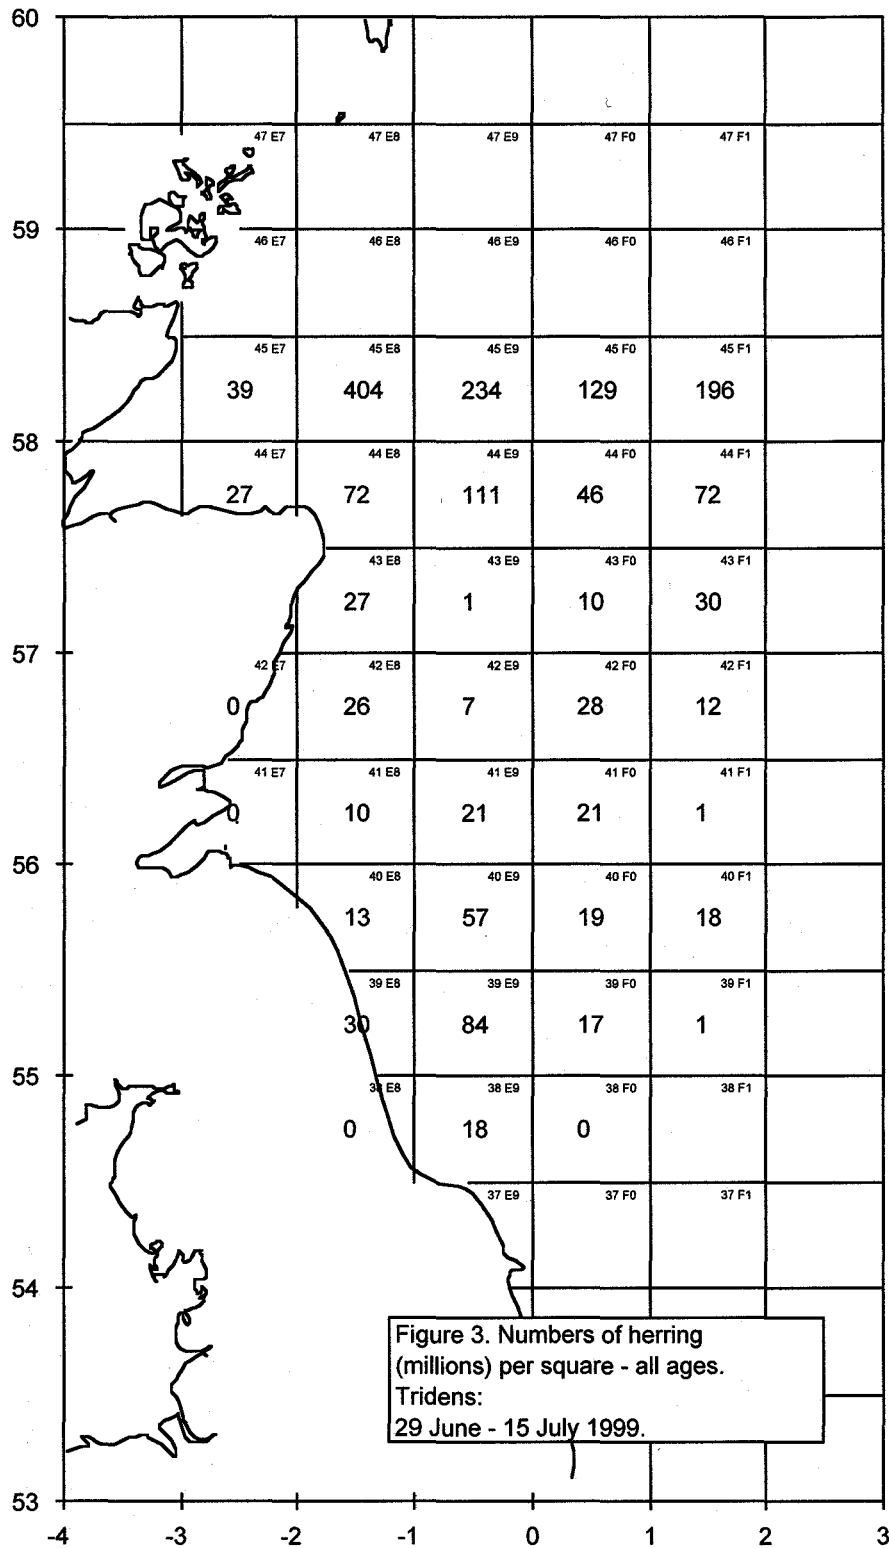 60
47 E7 47 E8 47 E9 47 F0 47 F1
59
46 E7 46 E8 46 E9 46 F0 46 F1
45 E7 45 E8 45 E9 45 F0 45 F1
39 404 234 129 196
58
44 E7 44 E8 44 E9 44 F0 44 F1
27 72 111 46 72
43 E8 43 E9 43 F0 43 F1
27 1 10 30
57
42 E7 42 E8 42 E9 42 F0 42 F1
0 26 7 28 12
41 E7 41 E8 41 E9 41 F0 41 F1
0 10 21 21 1
56
40 E8 40 E9 40 F0 40 F1
13 57 19 18
39 E8 39 E9 39 F0 39 F1
30 84 17 1
55
38 E8 38 E9 38 F0 38 F1
0 18 0
37 E9 37 F0 37 F1
54
Figure 3. Numbers of herring
(millions) per square - all ages.
Tridens:
29 June - 15 July 1999.
53
-4 -3 -2 -1 0 1 2 3